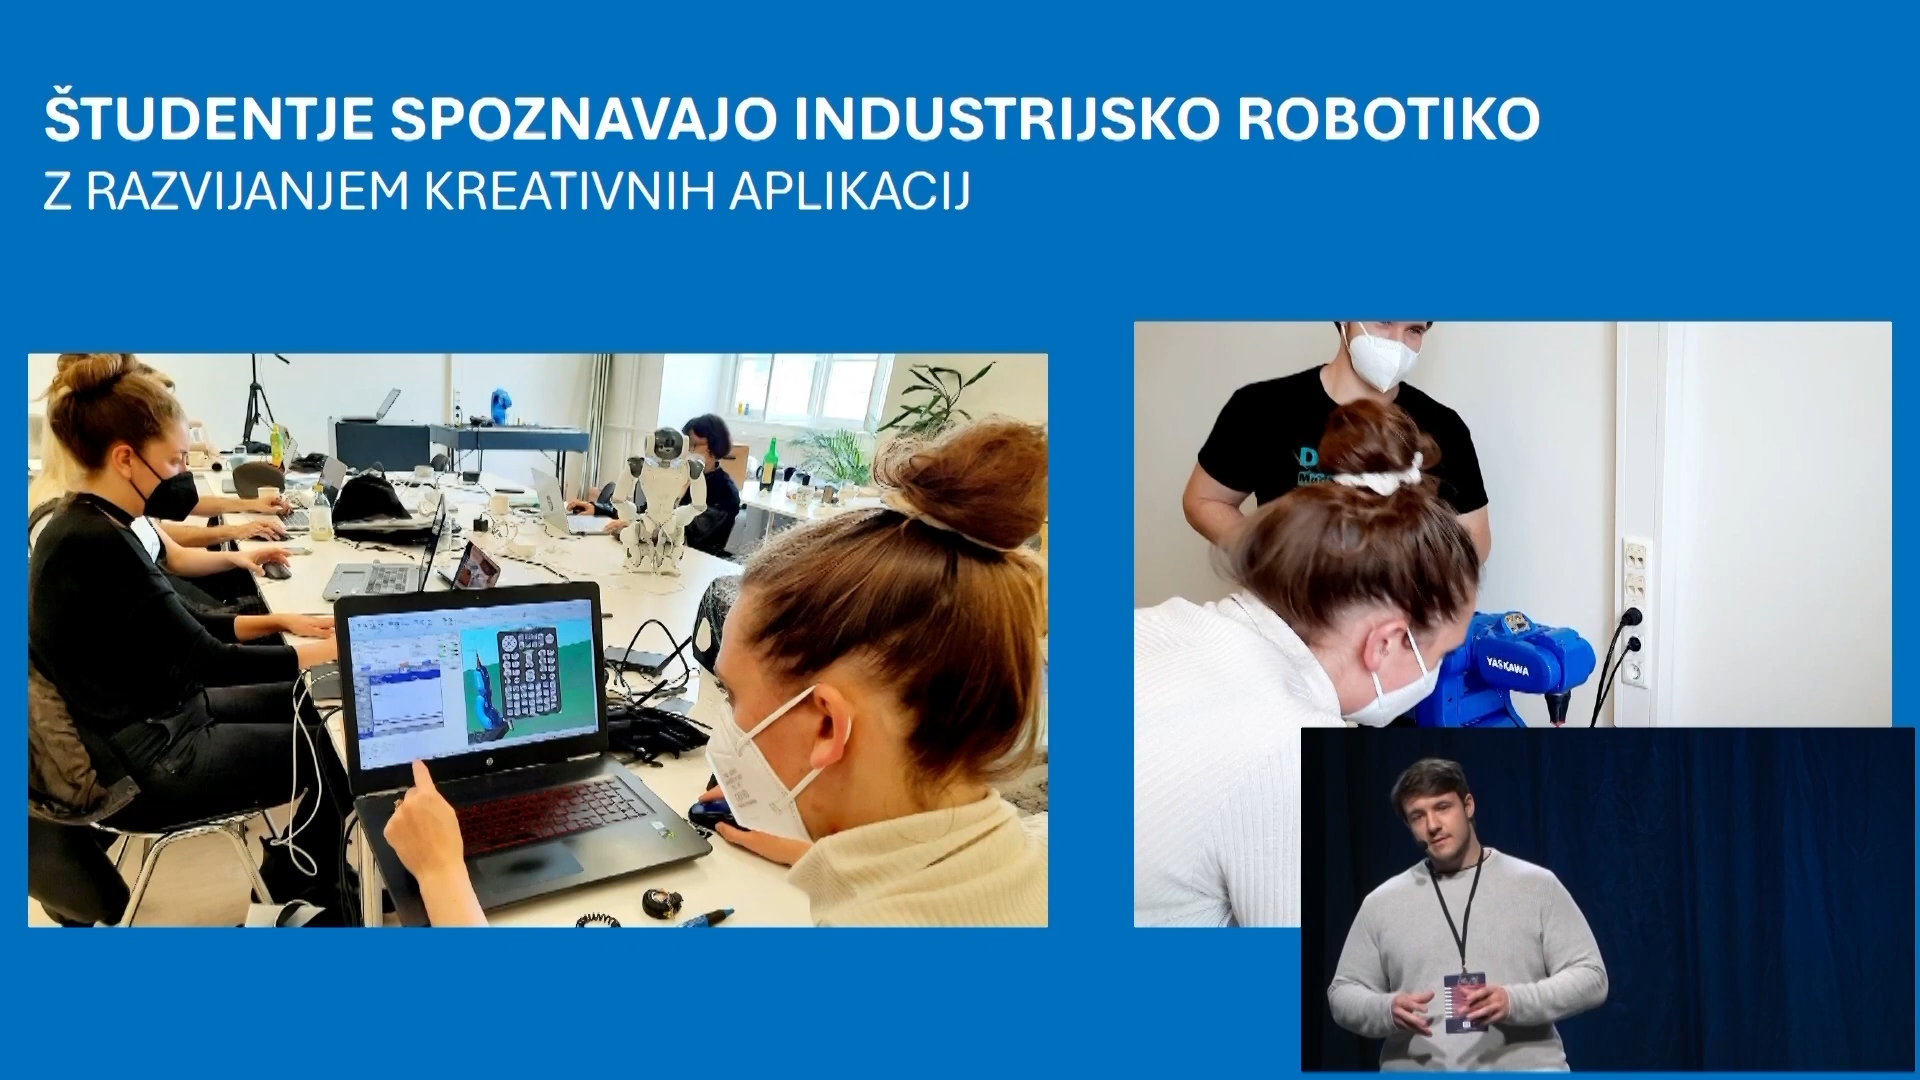 ŠTUDENTJE SPOZNAVAJO INDUSTRIJSKO ROBOTIKO
Z RAZVIJANJEM KREATIVNIH APLIKACIJ
YASKAWA